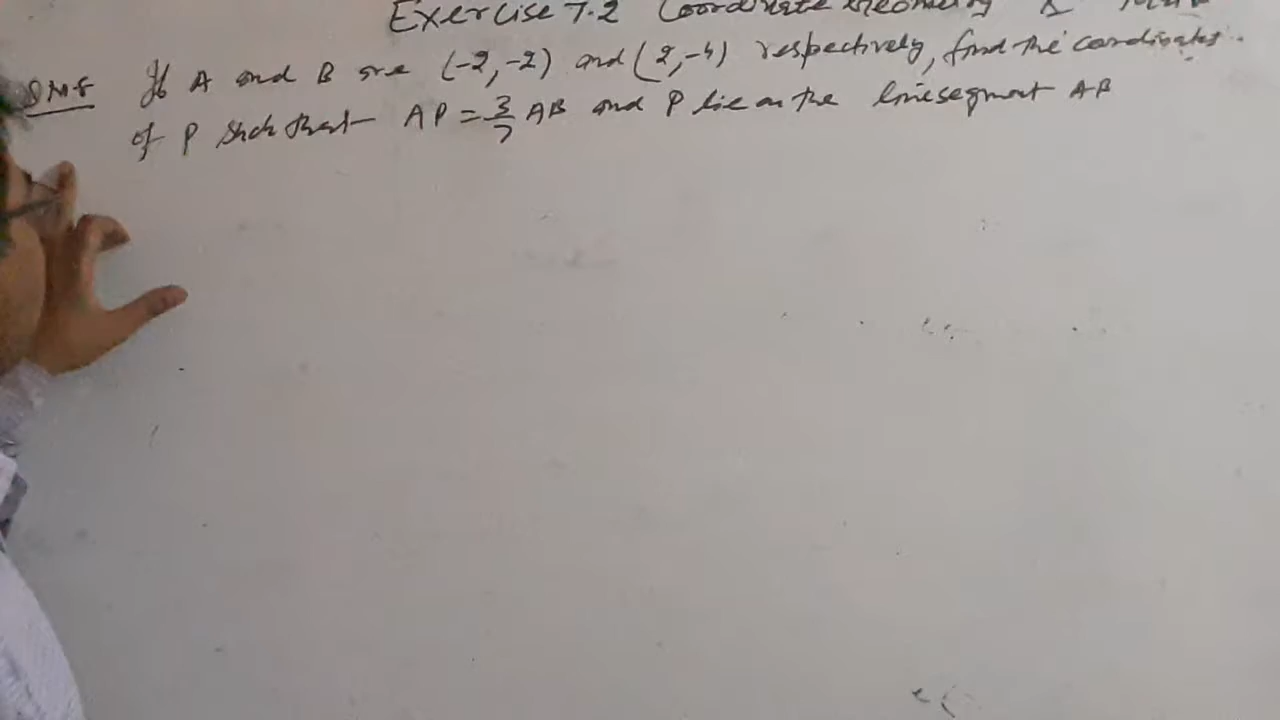 Exercise 7.2 Coordinate Geometry
Q No 8 If A and B are (-2,-2) and (2,-4) respectively, find the coordinates.
of P such that AP = 3/7 AB and P lie on the line segment AB